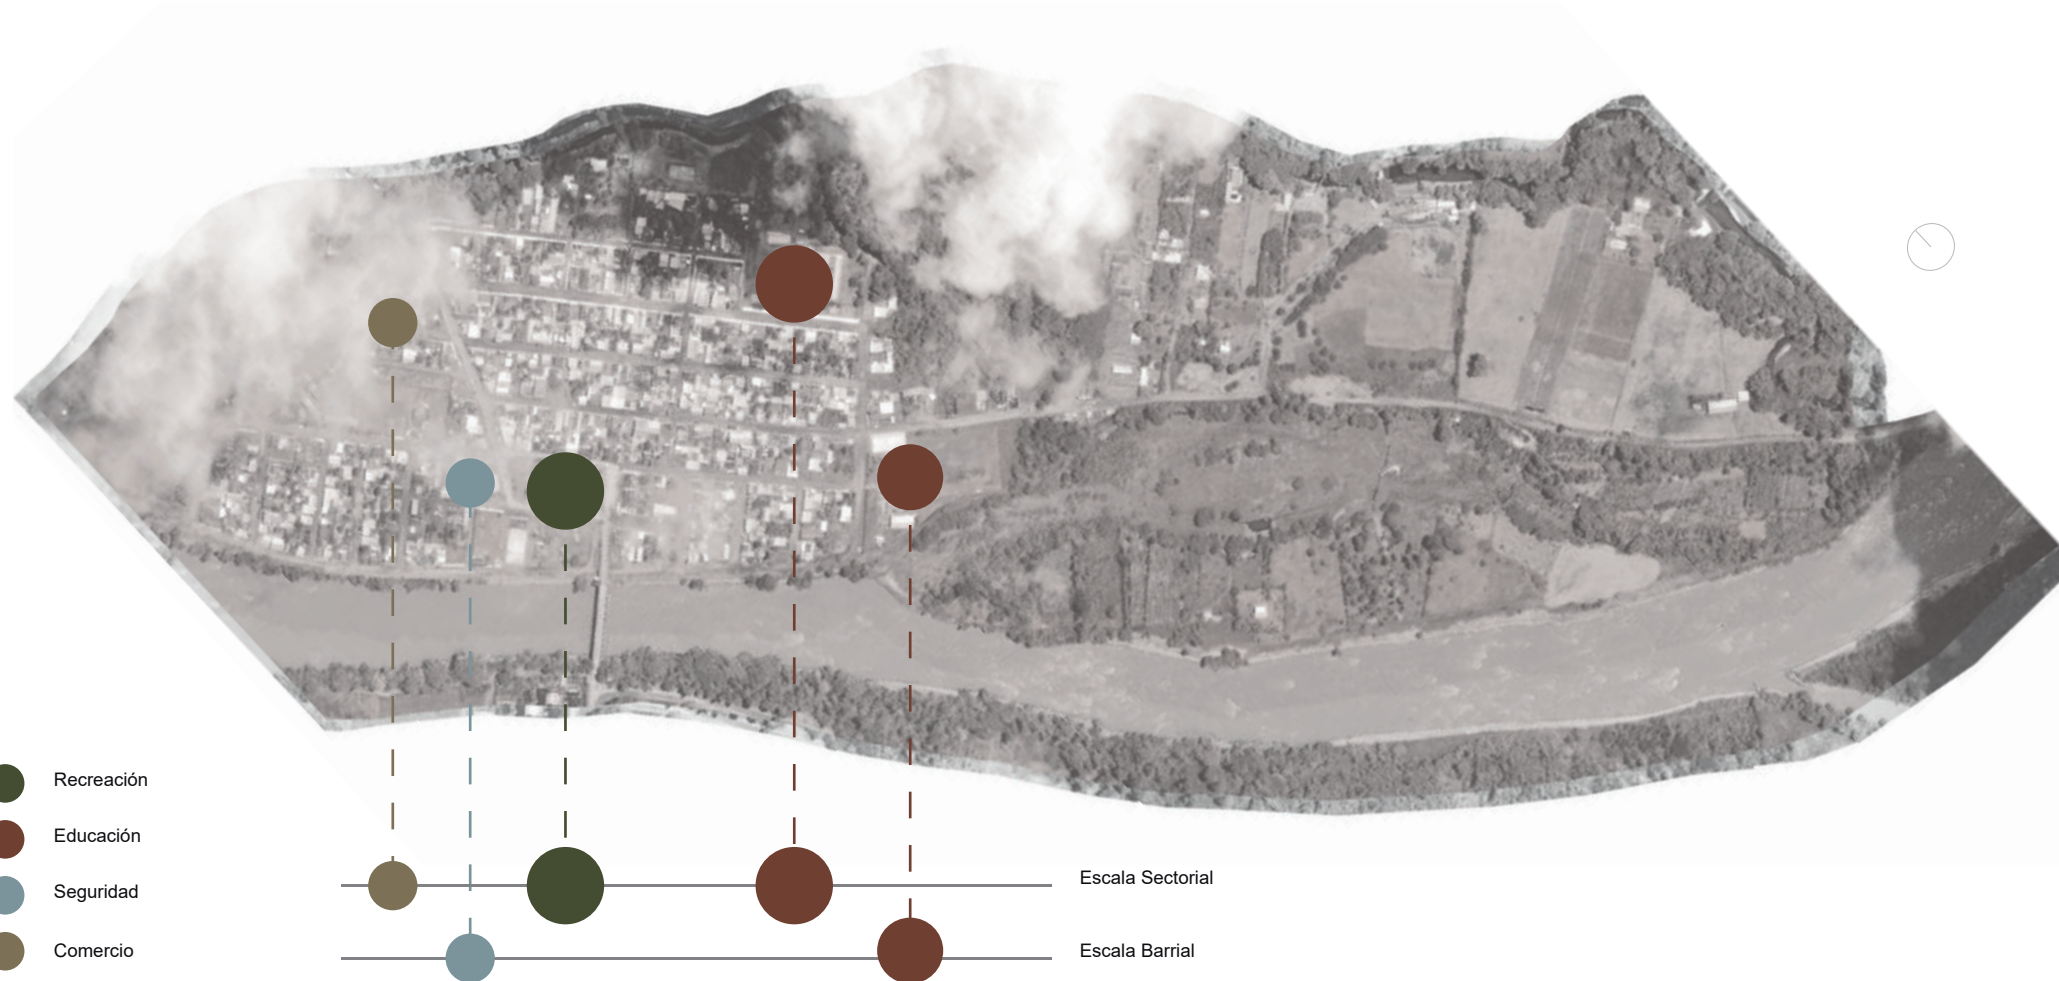 Recreación
Educación
Seguridad
Comercio
Escala Sectorial
Escala Barrial